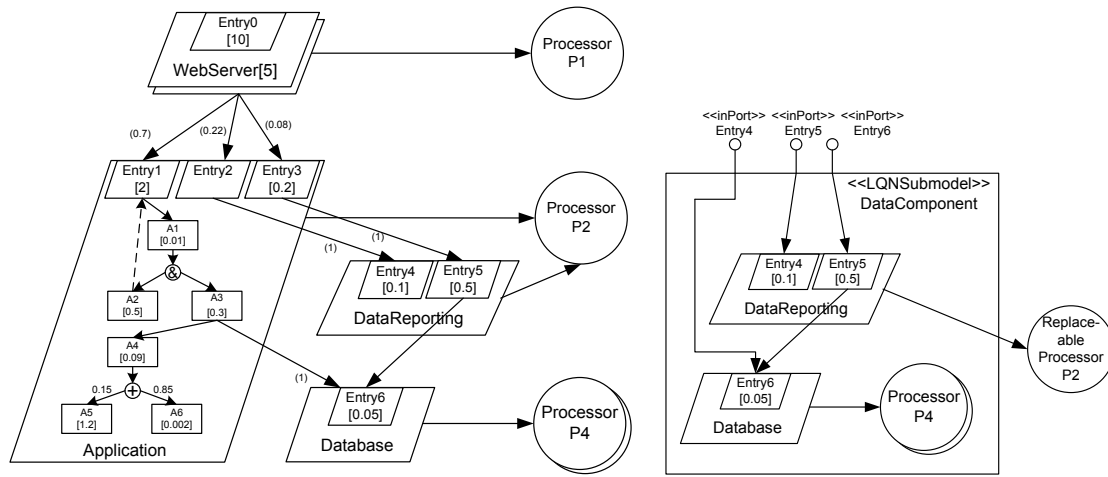 Entry0
[10]
WebServer[5]
Processor
P1
(0.7)
(0.22)
(0.08)
Entry1
[2]
Entry2
Entry3
[0.2]
Processor
P2
A1
[0.01]
&
A2
[0.5]
A3
[0.3]
(1)
(1)
Entry4
[0.1]
Entry5
[0.5]
DataReporting
A4
[0.09]
0.15
+
0.85
A5
[1.2]
A6
[0.002]
Application
(1)
Entry6
[0.05]
Database
Processor
P4
<<inPort>>
Entry4
<<inPort>>
Entry5
<<inPort>>
Entry6
<<LQNSubmodel>>
DataComponent
Entry4
[0.1]
Entry5
[0.5]
DataReporting
Replace-
able
Processor
P2
Entry6
[0.05]
Database
Processor
P4